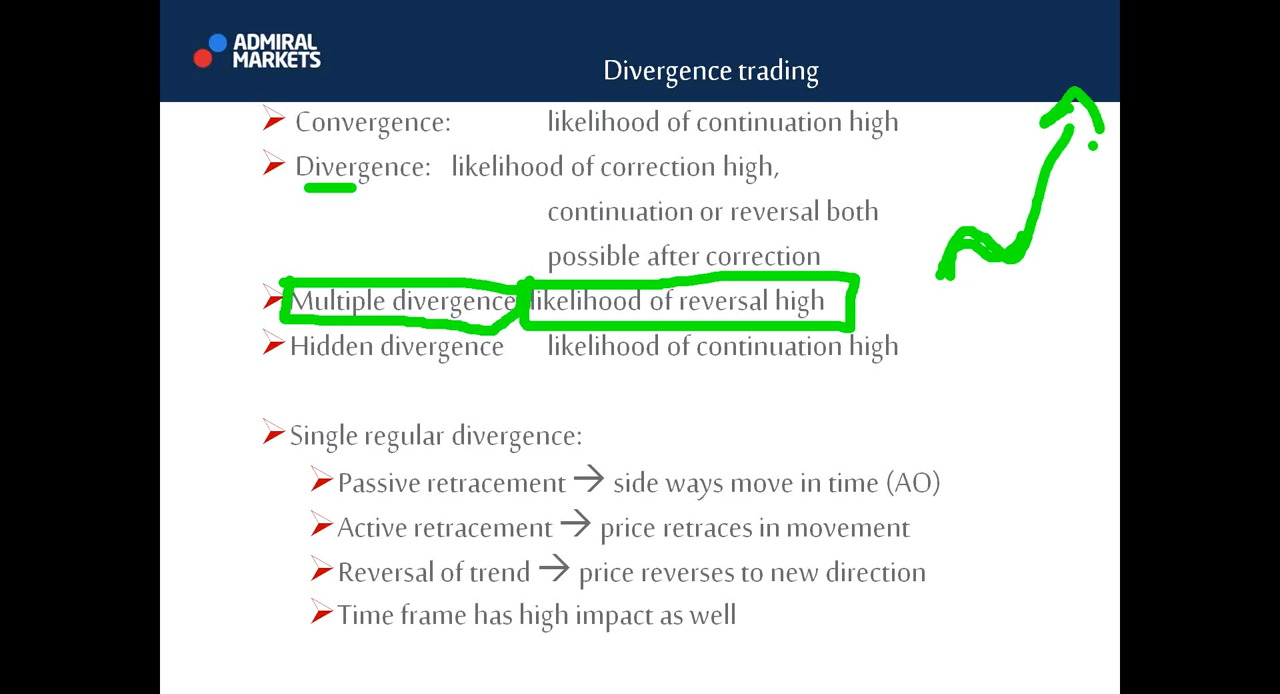 ADMIRAL
MARKETS
Divergence trading
Convergence: likelihood of continuation high
Divergence: likelihood of correction high,
continuation or reversal both
possible after correction
Multiple divergence likelihood of reversal high
Hidden divergence likelihood of continuation high
Single regular divergence:
Passive retracement → side ways move in time (AO)
Active retracement → price retraces in movement
Reversal of trend → price reverses to new direction
Time frame has high impact as well